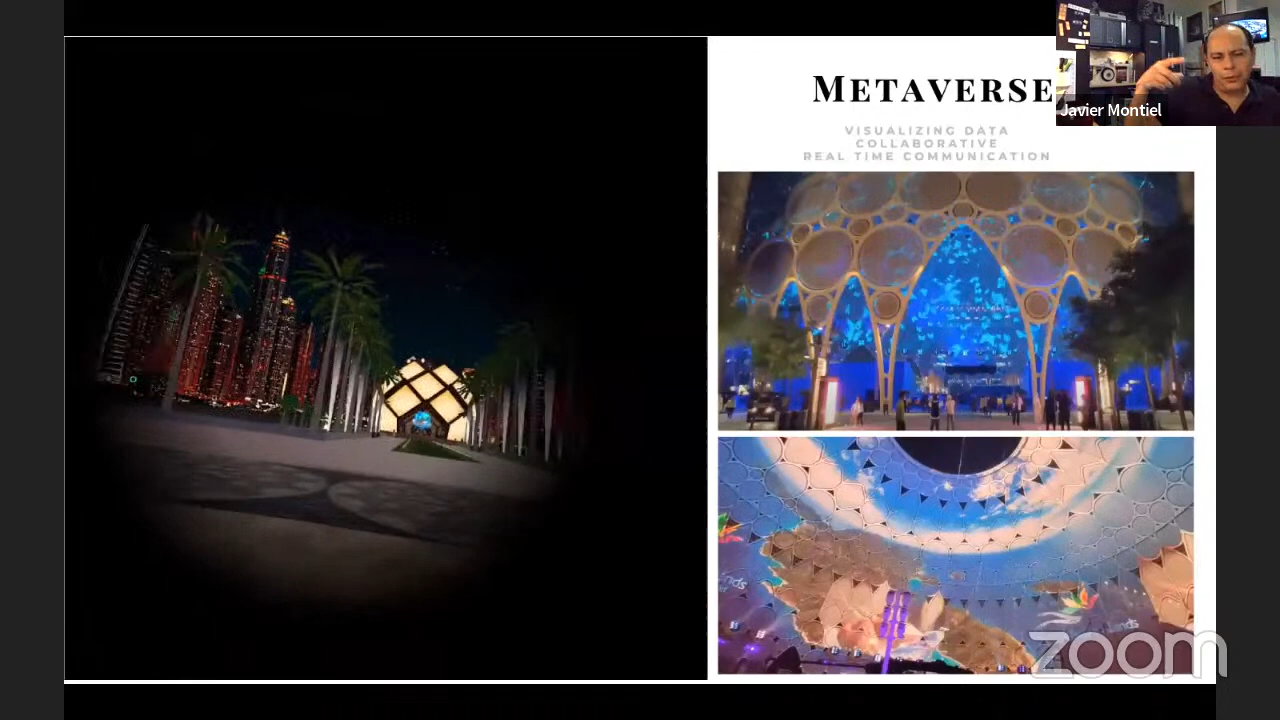 METAVERSE
VISUALIZING DATA
COLLABORATIVE
REAL TIME COMMUNICATION
Javier Montiel
zoom